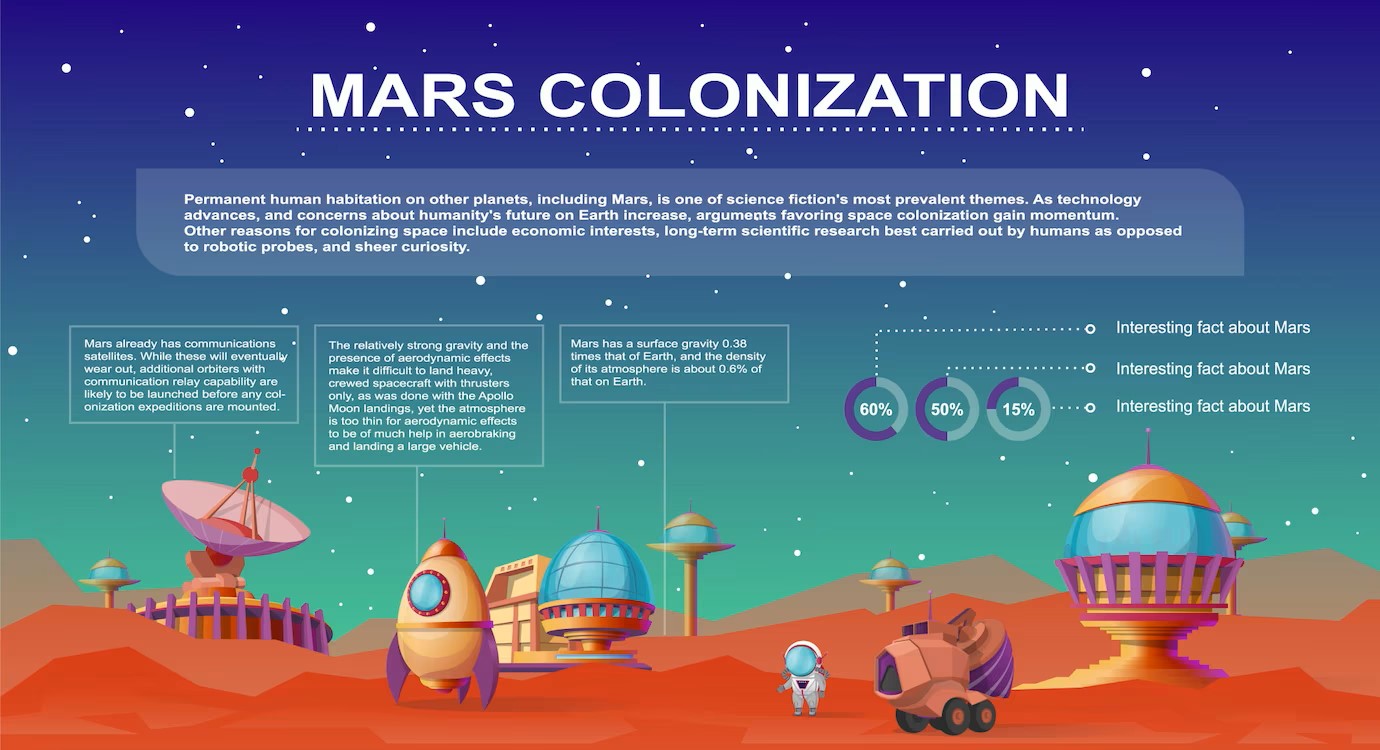 MARS COLONIZATION
Permanent human habitation on other planets, including Mars, is one of science fiction's most prevalent themes. As technology
advances, and concerns about humanity's future on Earth increase, arguments favoring space colonization gain momentum.
Other reasons for colonizing space include economic interests, long-term scientific research best carried out by humans as opposed
to robotic probes, and sheer curiosity.
Mars already has communications
satellites. While these will eventually
wear out, additional orbiters with
communication relay capability are
likely to be launched before any col-
onization expeditions are mounted.
The relatively strong gravity and the
presence of aerodynamic effects
make it difficult to land heavy,
crewed spacecraft with thrusters
only, as was done with the Apollo
Moon landings, yet the atmosphere
is too thin for aerodynamic effects
to be of much help in aerobraking
and landing a large vehicle.
Mars has a surface gravity 0.38
times that of Earth, and the density
of its atmosphere is about 0.6% of
that on Earth.
Interesting fact about Mars
Interesting fact about Mars
Interesting fact about Mars
60%
50%
15%